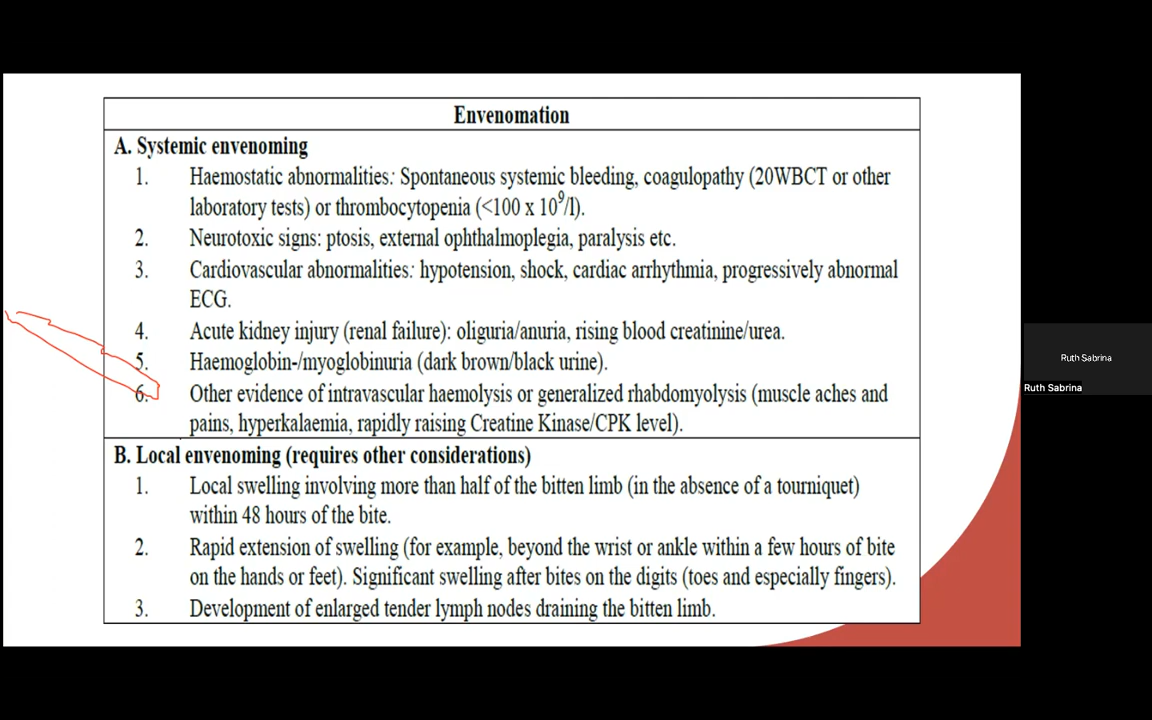 Envenomation
A. Systemic envenoming
1. Haemostatic abnormalities: Spontaneous systemic bleeding, coagulopathy (20WBCT or other
laboratory tests) or thrombocytopenia (<100 x 10⁹/l).
2. Neurotoxic signs: ptosis, external ophthalmoplegia, paralysis etc.
3. Cardiovascular abnormalities: hypotension, shock, cardiac arrhythmia, progressively abnormal
ECG.
4. Acute kidney injury (renal failure): oliguria/anuria, rising blood creatinine/urea.
5. Haemoglobin-/myoglobinuria (dark brown/black urine).
6. Other evidence of intravascular haemolysis or generalized rhabdomyolysis (muscle aches and
pains, hyperkalaemia, rapidly raising Creatine Kinase/CPK level).
B. Local envenoming (requires other considerations)
1. Local swelling involving more than half of the bitten limb (in the absence of a tourniquet)
within 48 hours of the bite.
2. Rapid extension of swelling (for example, beyond the wrist or ankle within a few hours of bite
on the hands or feet). Significant swelling after bites on the digits (toes and especially fingers).
3. Development of enlarged tender lymph nodes draining the bitten limb.
Ruth Sabrina
Ruth Sabrina